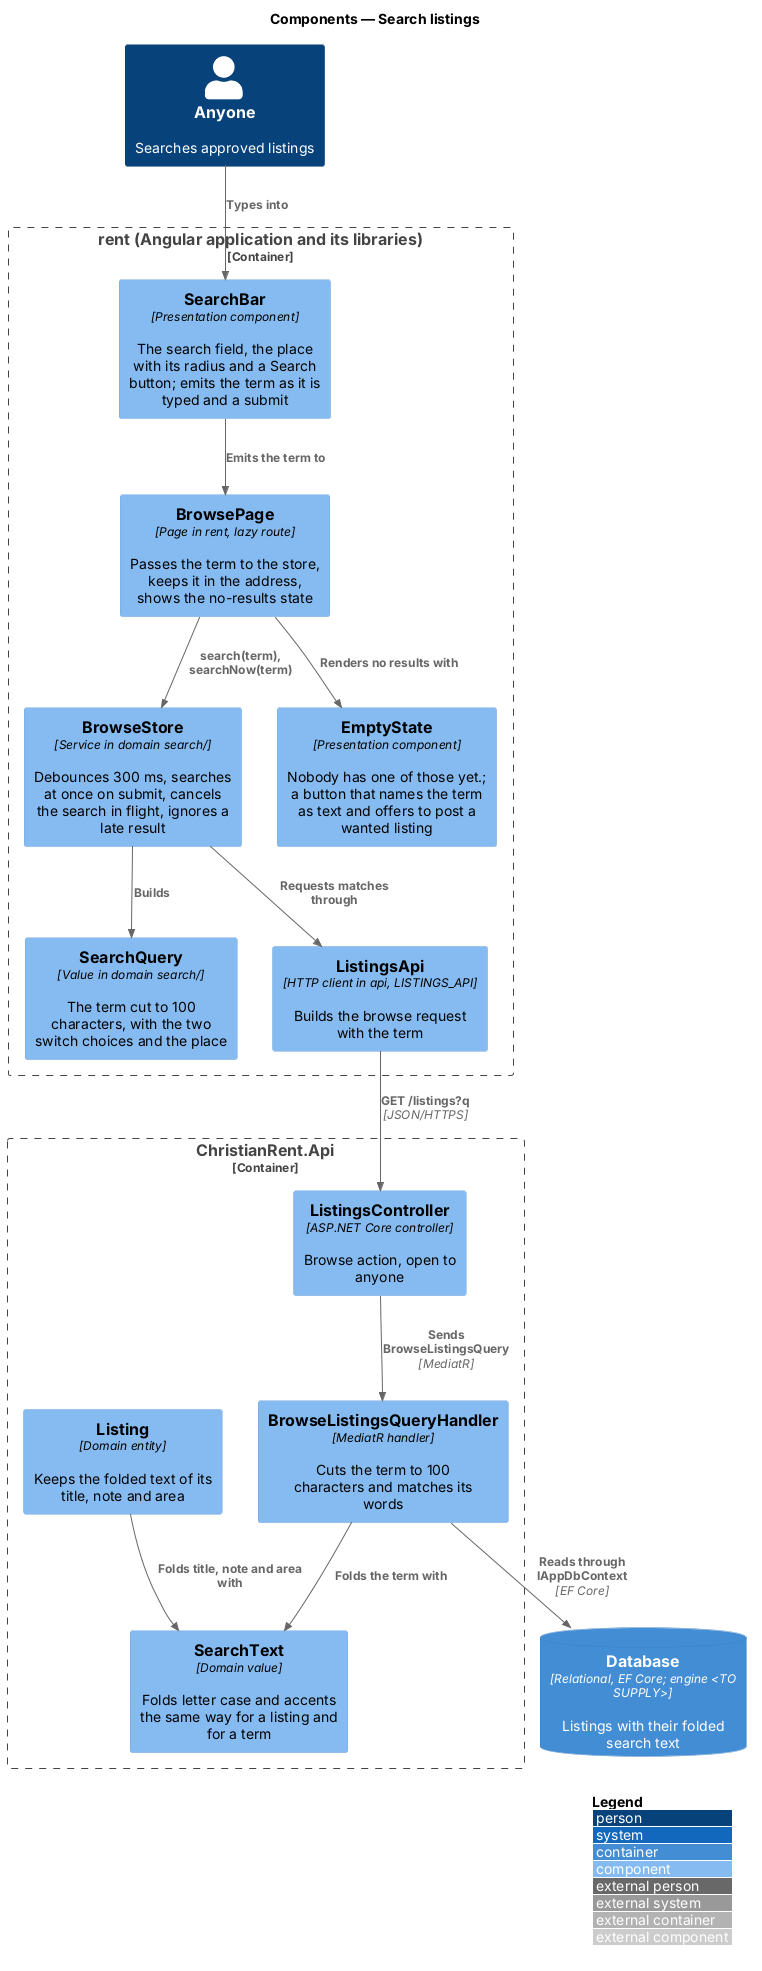 Components — Search listings
Anyone
Searches approved listings
Types into
rent (Angular application and its libraries)
[Container]
SearchBar
[Presentation component]
The search field, the place
with its radius and a Search
button; emits the term as it is
typed and a submit
Emits the term to
BrowsePage
[Page in rent, lazy route]
Passes the term to the store,
keeps it in the address,
shows the no-results state
search(term),
searchNow(term)
Renders no results with
BrowseStore
[Service in domain search/]
Debounces 300 ms, searches
at once on submit, cancels
the search in flight, ignores a
late result
EmptyState
[Presentation component]
Nobody has one of those yet.;
a button that names the term
as text and offers to post a
wanted listing
Builds
Requests matches
through
SearchQuery
[Value in domain search/]
The term cut to 100
characters, with the two
switch choices and the place
ListingsApi
[HTTP client in api, LISTINGS_API]
Builds the browse request
with the term
GET /listings?q
[JSON/HTTPS]
ChristianRent.Api
[Container]
ListingsController
[ASP.NET Core controller]
Browse action, open to
anyone
Sends
BrowseListingsQuery
[MediatR]
Listing
[Domain entity]
Keeps the folded text of its
title, note and area
BrowseListingsQueryHandler
[MediatR handler]
Cuts the term to 100
characters and matches its
words
Folds title, note and area
with
Folds the term with
Reads through
IAppDbContext
[EF Core]
SearchText
[Domain value]
Folds letter case and accents
the same way for a listing and
for a term
Database
[Relational, EF Core; engine <TO
SUPPLY>]
Listings with their folded
search text
Legend
person
system
container
component
external person
external system
external container
external component